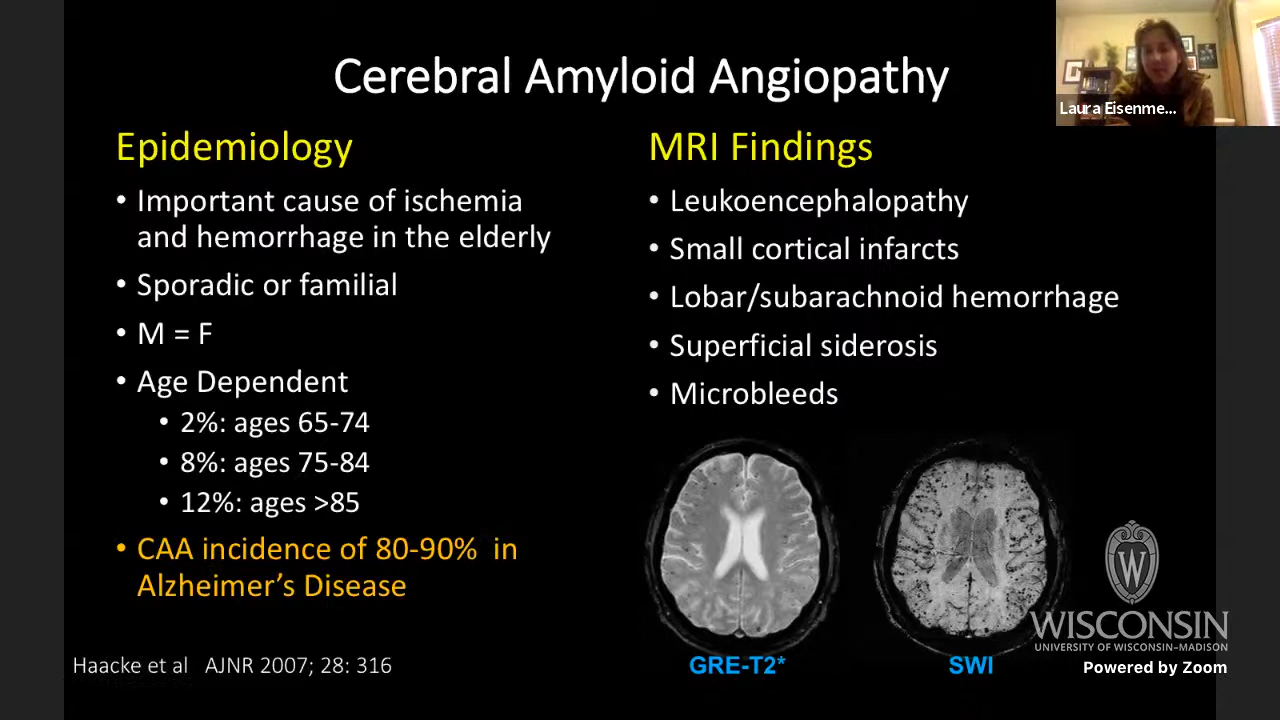 Cerebral Amyloid Angiopathy
Laura Eisenme...
Epidemiology
• Important cause of ischemia
and hemorrhage in the elderly
• Sporadic or familial
• M = F
• Age Dependent
• 2%: ages 65-74
• 8%: ages 75-84
• 12%: ages >85
• CAA incidence of 80-90% in
Alzheimer’s Disease
Haacke et al AJNR 2007; 28: 316
MRI Findings
• Leukoencephalopathy
• Small cortical infarcts
• Lobar/subarachnoid hemorrhage
• Superficial siderosis
• Microbleeds
GRE-T2*
SWI
W
WISCONSIN
UNIVERSITY OF WISCONSIN–MADISON
Powered by Zoom